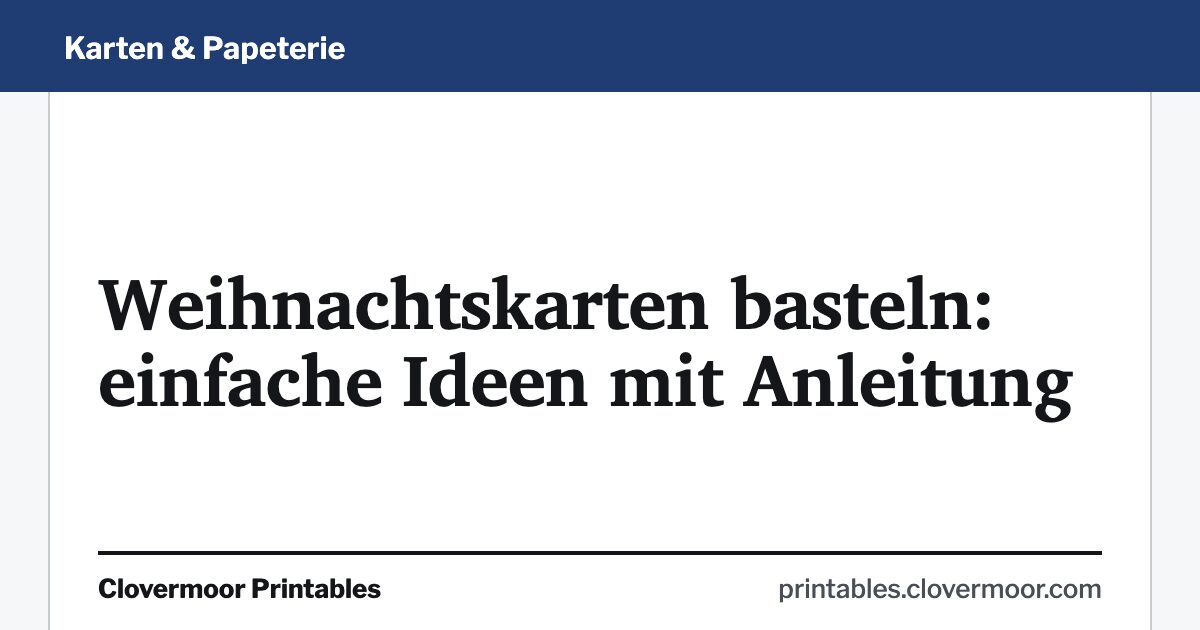 Karten & Papeterie
Weihnachtskarten basteln:
einfache Ideen mit Anleitung
Clovermoor Printables
printables.clovermoor.com